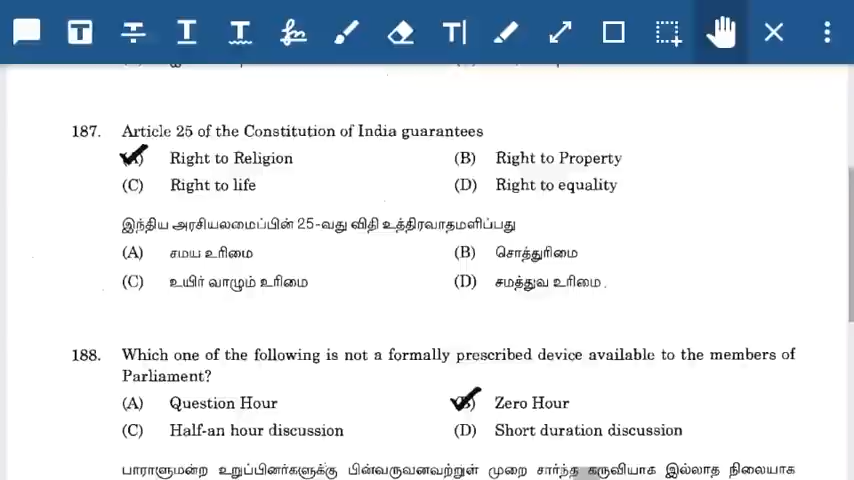 187. Article 25 of the Constitution of India guarantees
Right to Religion (B) Right to Property
(C) Right to life (D) Right to equality
இந்திய அரசியலமைப்பின் 25-வது விதி உத்திரவாதமளிப்பது
(A) சமய உரிமை (B) சொத்துரிமை
(C) உயிர் வாழும் உரிமை (D) சமத்துவ உரிமை.
188. Which one of the following is not a formally prescribed device available to the members of
Parliament?
(A) Question Hour Zero Hour
(C) Half-an hour discussion (D) Short duration discussion
பாராளுமன்ற உறுப்பினர்களுக்கு பின்வருவனவற்றுள் முறை சார்ந்த கருவியாக இல்லாத நிலையாக